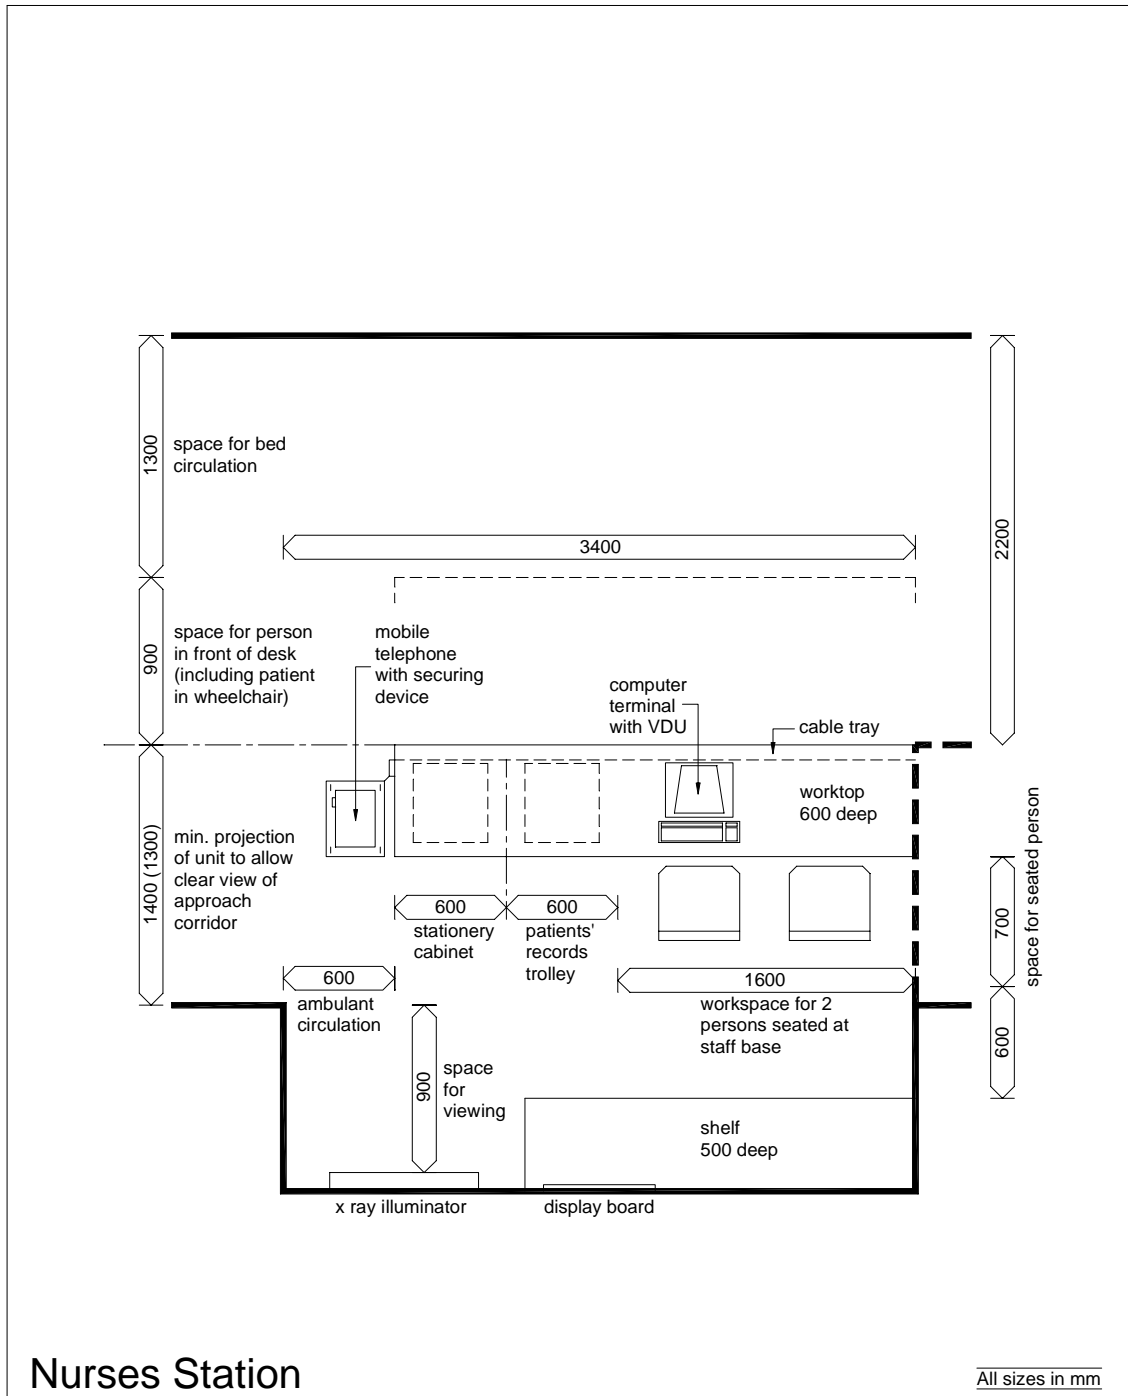 1300
space for bed
circulation
3400
2200
900
space for person
in front of desk
(including patient
in wheelchair)
mobile
telephone
with securing
device
computer
terminal
with VDU
cable tray
worktop
600 deep
1400 (1300)
min. projection
of unit to allow
clear view of
approach
corridor
600
stationery
cabinet
600
patients'
records
trolley
700
space for seated person
600
ambulant
circulation
1600
workspace for 2
persons seated at
staff base
600
900
space
for
viewing
shelf
500 deep
x ray illuminator
display board
Nurses Station
All sizes in mm